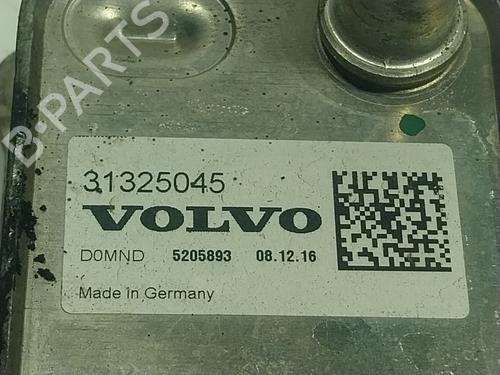 B-PARTS
31325045
VOLVO
D0MND 5205893 08.12.16
Made in Germany